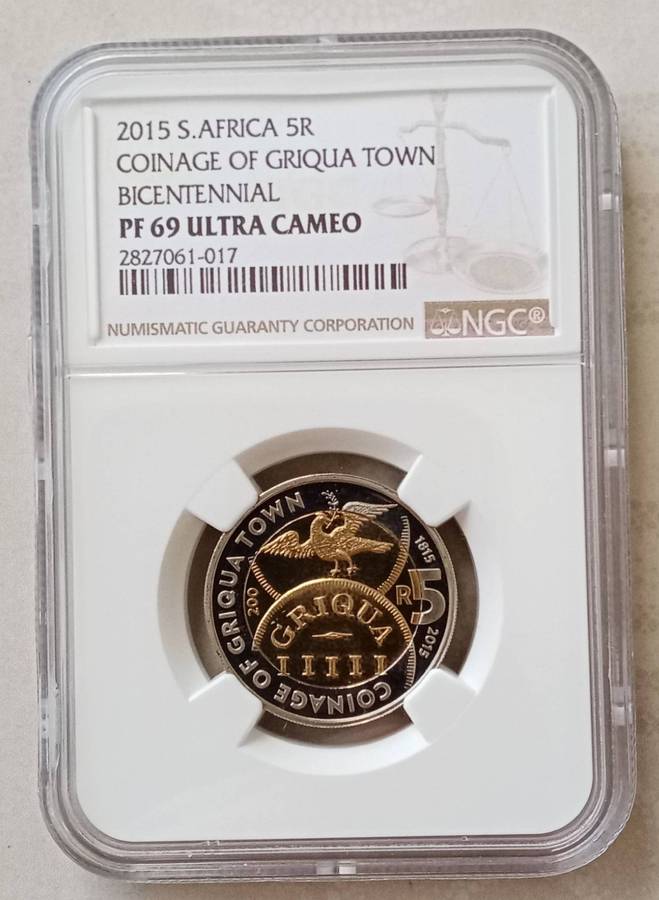 2015 S.AFRICA 5R
COINAGE OF GRIQUA TOWN
BICENTENNIAL
PF 69 ULTRA CAMEO
2827061-017
NUMISMATIC GUARANTY CORPORATION
NGC®
COINAGE OF GRIQUA TOWN
200
1815
R5
2015
GRIQUA
IIIII